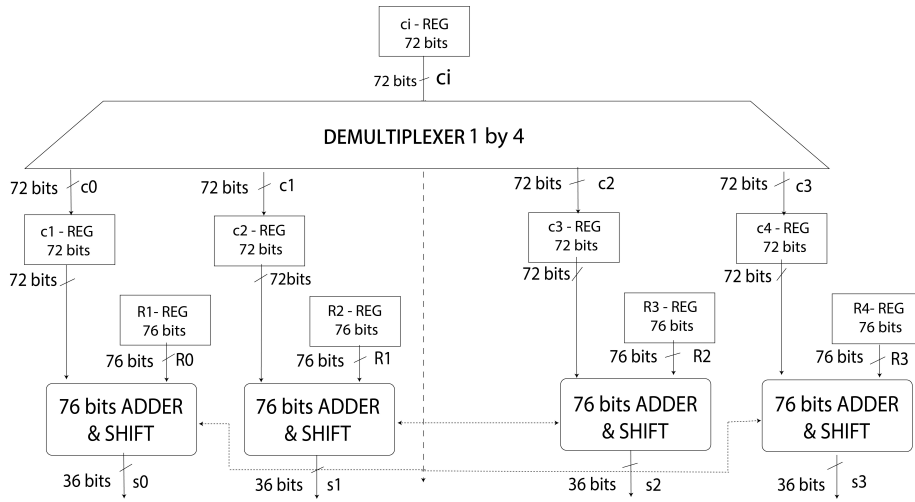 ci - REG
72 bits
72 bits ci
DEMULTIPLEXER 1 by 4
72 bits c0
72 bits c1
72 bits c2
72 bits c3
c1 - REG
72 bits
c2 - REG
72 bits
c3 - REG
72 bits
c4 - REG
72 bits
72 bits
72bits
72 bits
72 bits
R1- REG
76 bits
R2 - REG
76 bits
R3 - REG
76 bits
R4- REG
76 bits
76 bits R0
76 bits R1
76 bits R2
76 bits R3
76 bits ADDER
& SHIFT
76 bits ADDER
& SHIFT
76 bits ADDER
& SHIFT
76 bits ADDER
& SHIFT
36 bits s0
36 bits s1
36 bits s2
36 bits s3